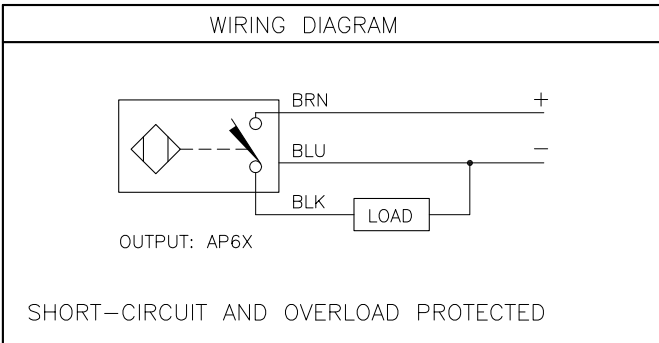 WIRING DIAGRAM
BRN
+
BLU
−
BLK
LOAD
OUTPUT: AP6X
SHORT−CIRCUIT AND OVERLOAD PROTECTED